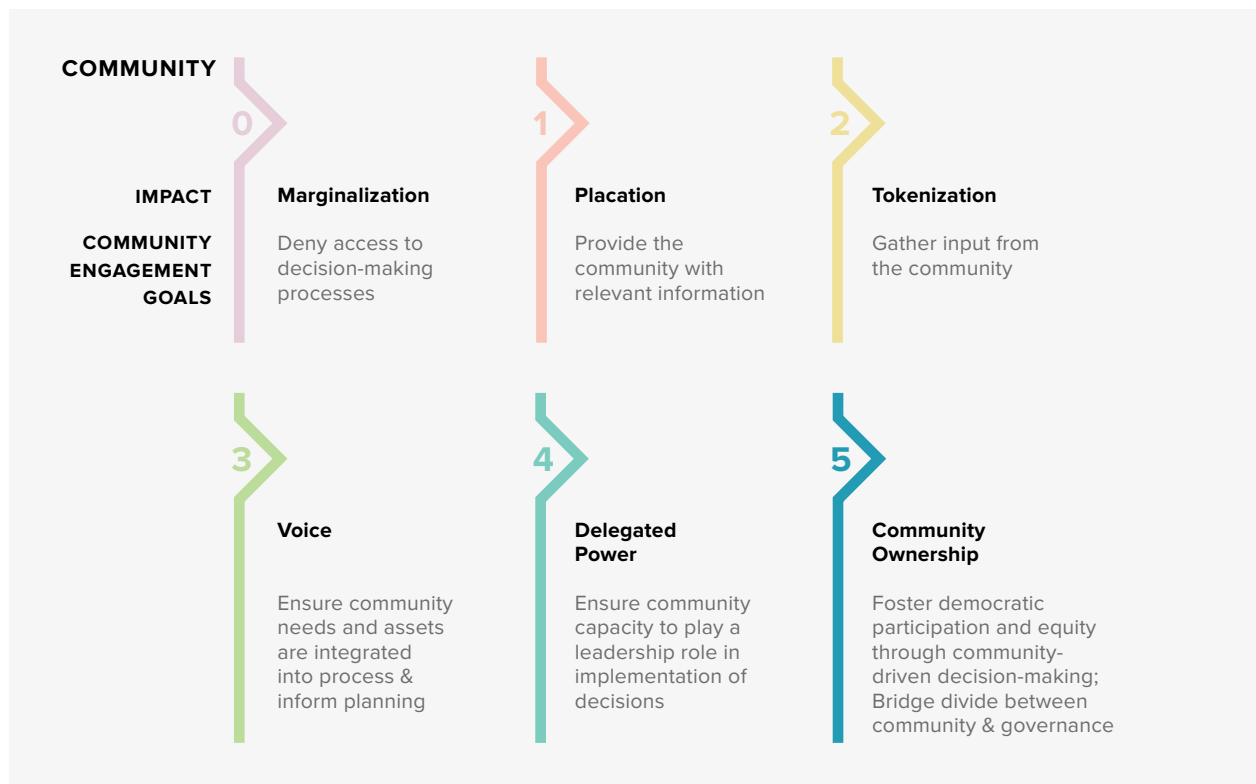 COMMUNITY
0
1
2
IMPACT
Marginalization
Placation
Tokenization
COMMUNITY
ENGAGEMENT
GOALS
Deny access to
decision-making
processes
Provide the
community with
relevant information
Gather input from
the community
3
4
5
Voice
Delegated
Power
Community
Ownership
Ensure community
needs and assets
are integrated
into process &
inform planning
Ensure community
capacity to play a
leadership role in
implementation of
decisions
Foster democratic
participation and equity
through community-
driven decision-making;
Bridge divide between
community & governance